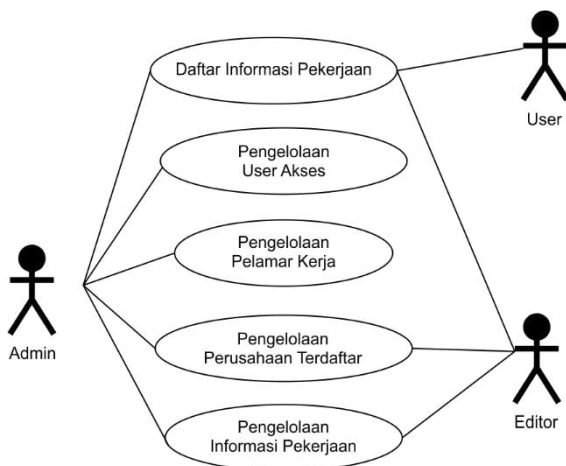 Daftar Informasi Pekerjaan
User
Pengelolaan
User Akses
Pengelolaan
Pelamar Kerja
Admin
Pengelolaan
Perusahaan Terdaftar
Editor
Pengelolaan
Informasi Pekerjaan